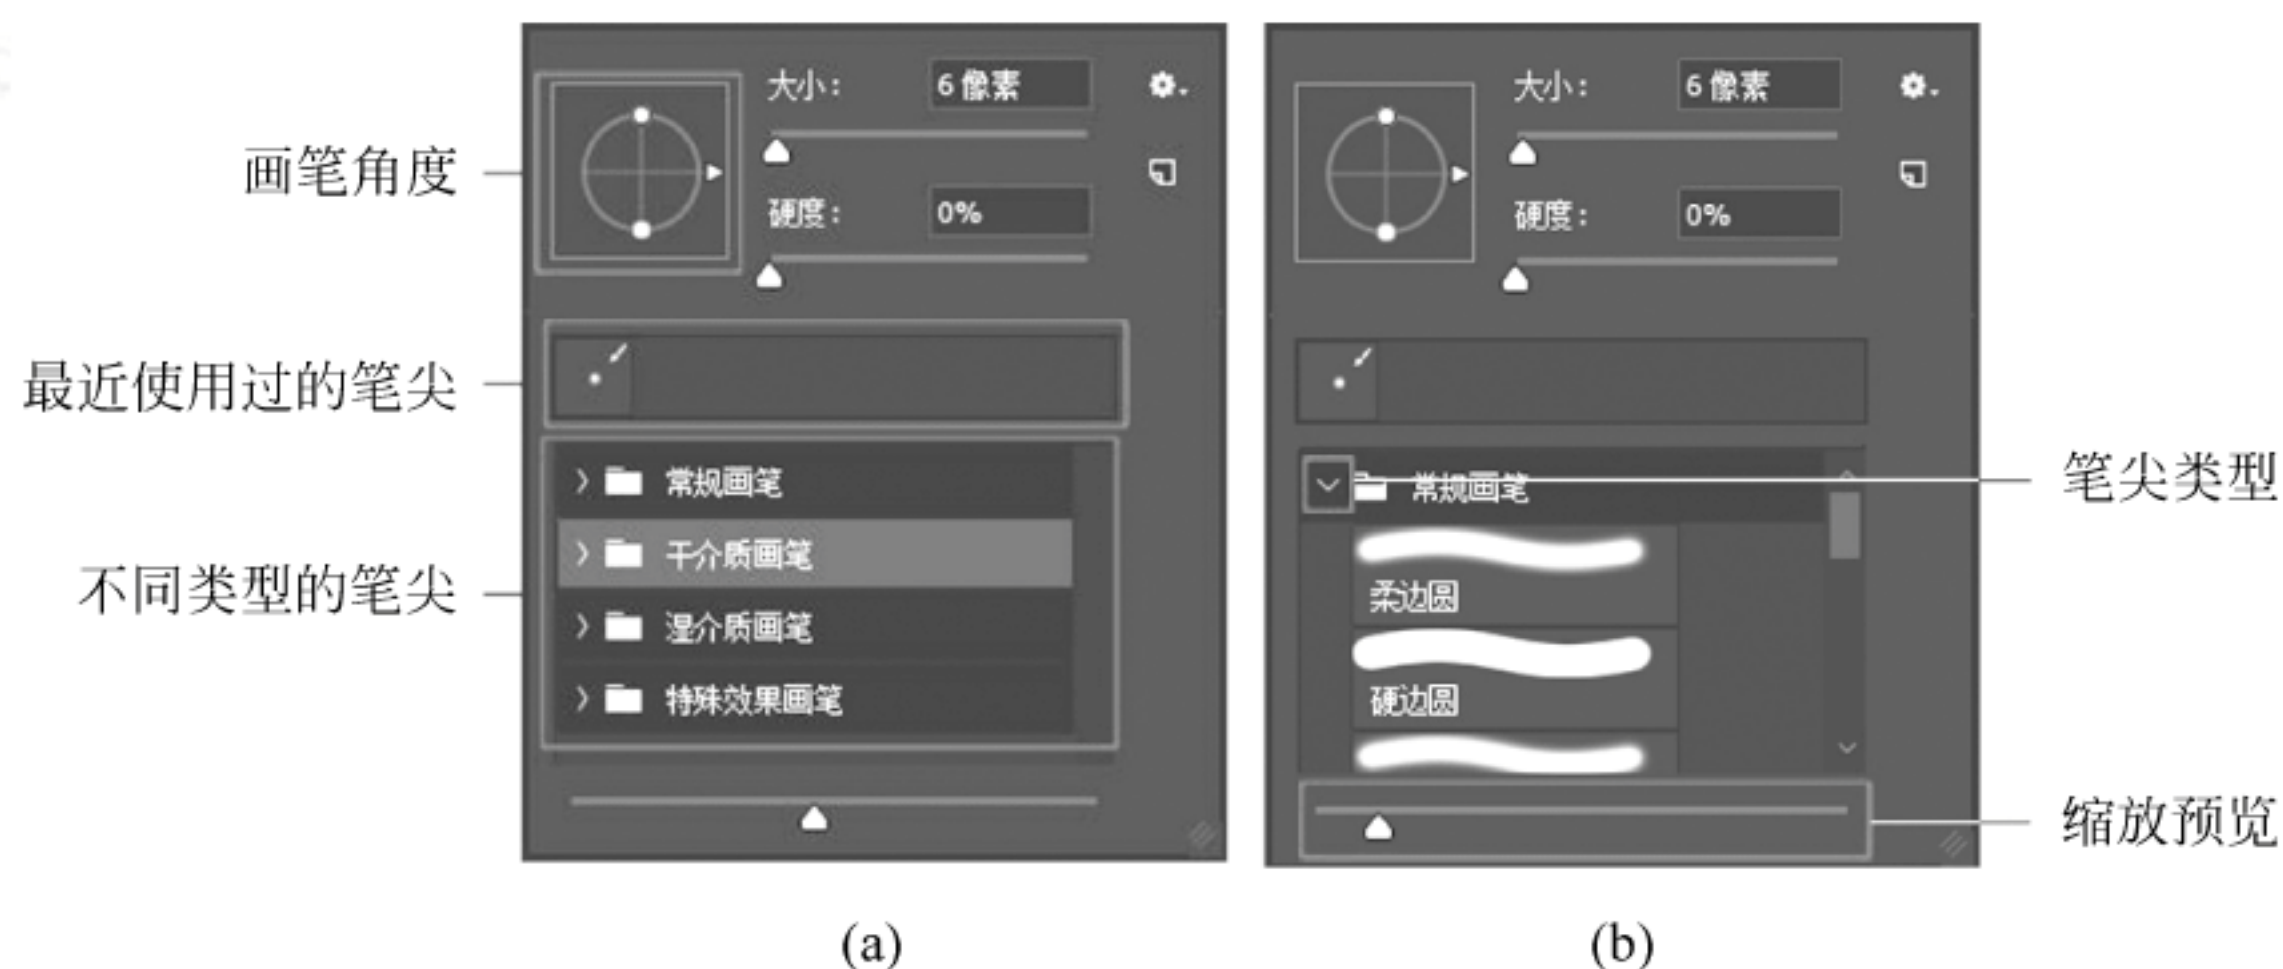 画笔角度
最近使用过的笔尖
不同类型的笔尖
大小：
6 像素
硬度：
0%
常规画笔
干介质画笔
湿介质画笔
特殊效果画笔
(a)
大小：
6 像素
硬度：
0%
常规画笔
柔边圆
硬边圆
笔尖类型
缩放预览
(b)